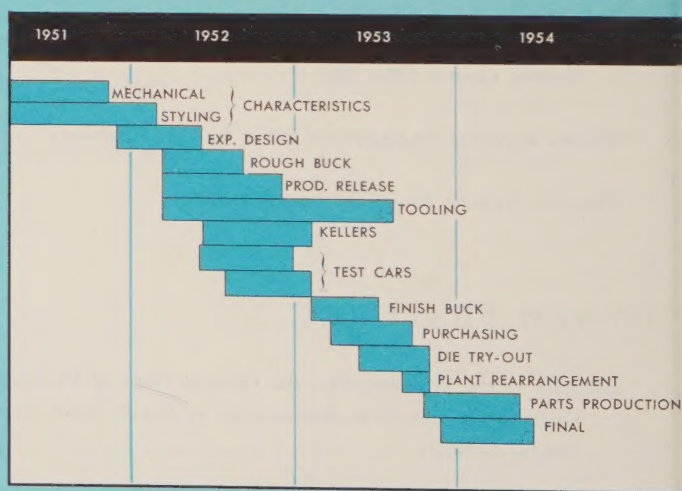 1951 1952 1953 1954
MECHANICAL
CHARACTERISTICS
STYLING
EXP. DESIGN
ROUGH BUCK
PROD. RELEASE
TOOLING
KELLERS
TEST CARS
FINISH BUCK
PURCHASING
DIE TRY-OUT
PLANT REARRANGEMENT
PARTS PRODUCTION
FINAL